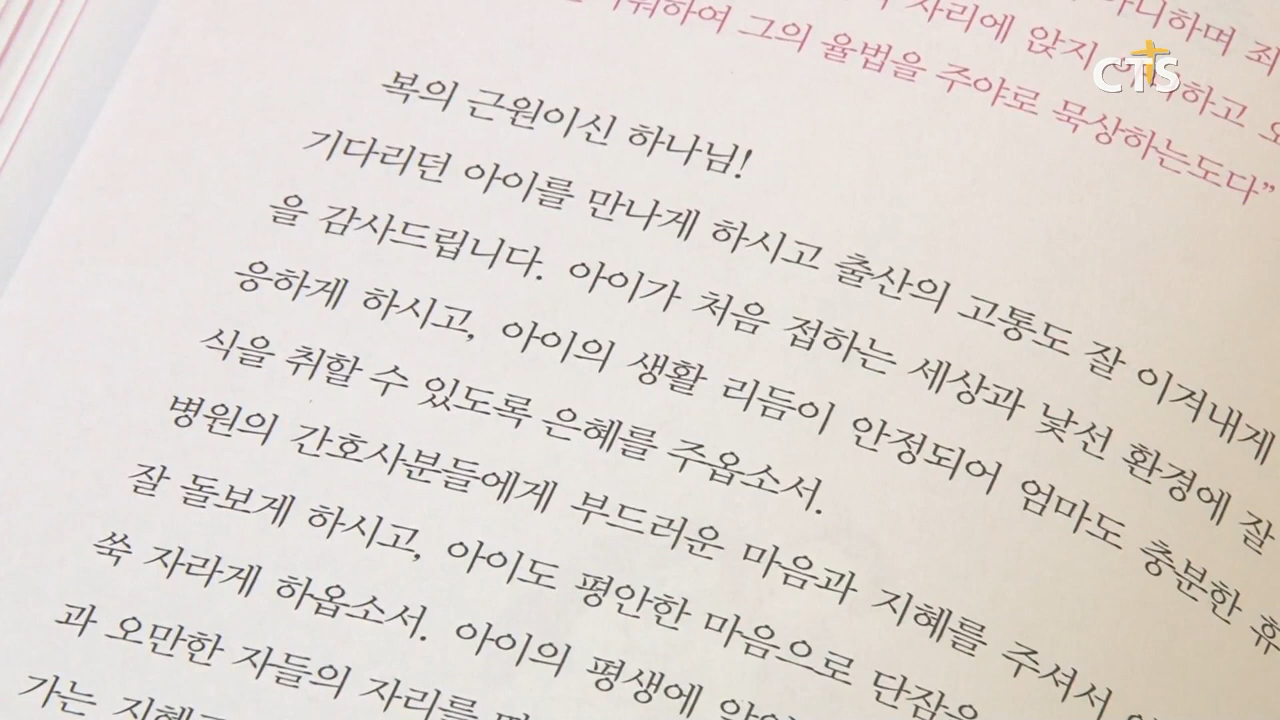 자리에 앉지 하고
그의 율법을 주야로 묵상하는도다”
CTS
복의 근원이신 하나님!
기다리던 아이를 만나게 하시고 출산의 고통도 잘 이겨내게
을 감사드립니다. 아이가 처음 접하는 세상과 낯선 환경에 잘
응하게 하시고, 아이의 생활 리듬이 안정되어 엄마도 충분한 휴
식을 취할 수 있도록 은혜를 주옵소서.
병원의 간호사분들에게 부드러운 마음과 지혜를 주셔서
잘 돌보게 하시고, 아이도 평안한 마음으로 단잠을
쑥 자라게 하옵소서. 아이의 평생에
과 오만한 자들의 자리를
가는